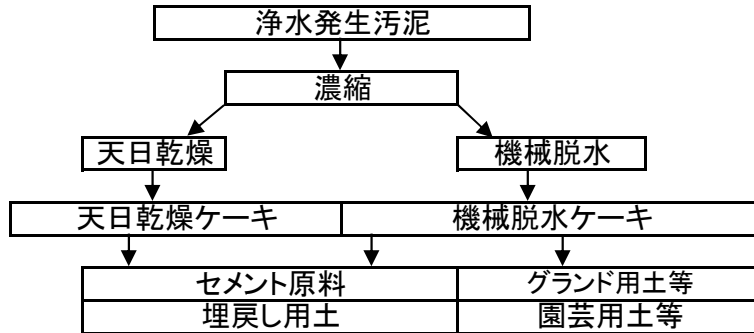 浄水発生汚泥
濃縮
天日乾燥
機械脱水
天日乾燥ケーキ
機械脱水ケーキ
セメント原料
グランド用土等
埋戻し用土
園芸用土等